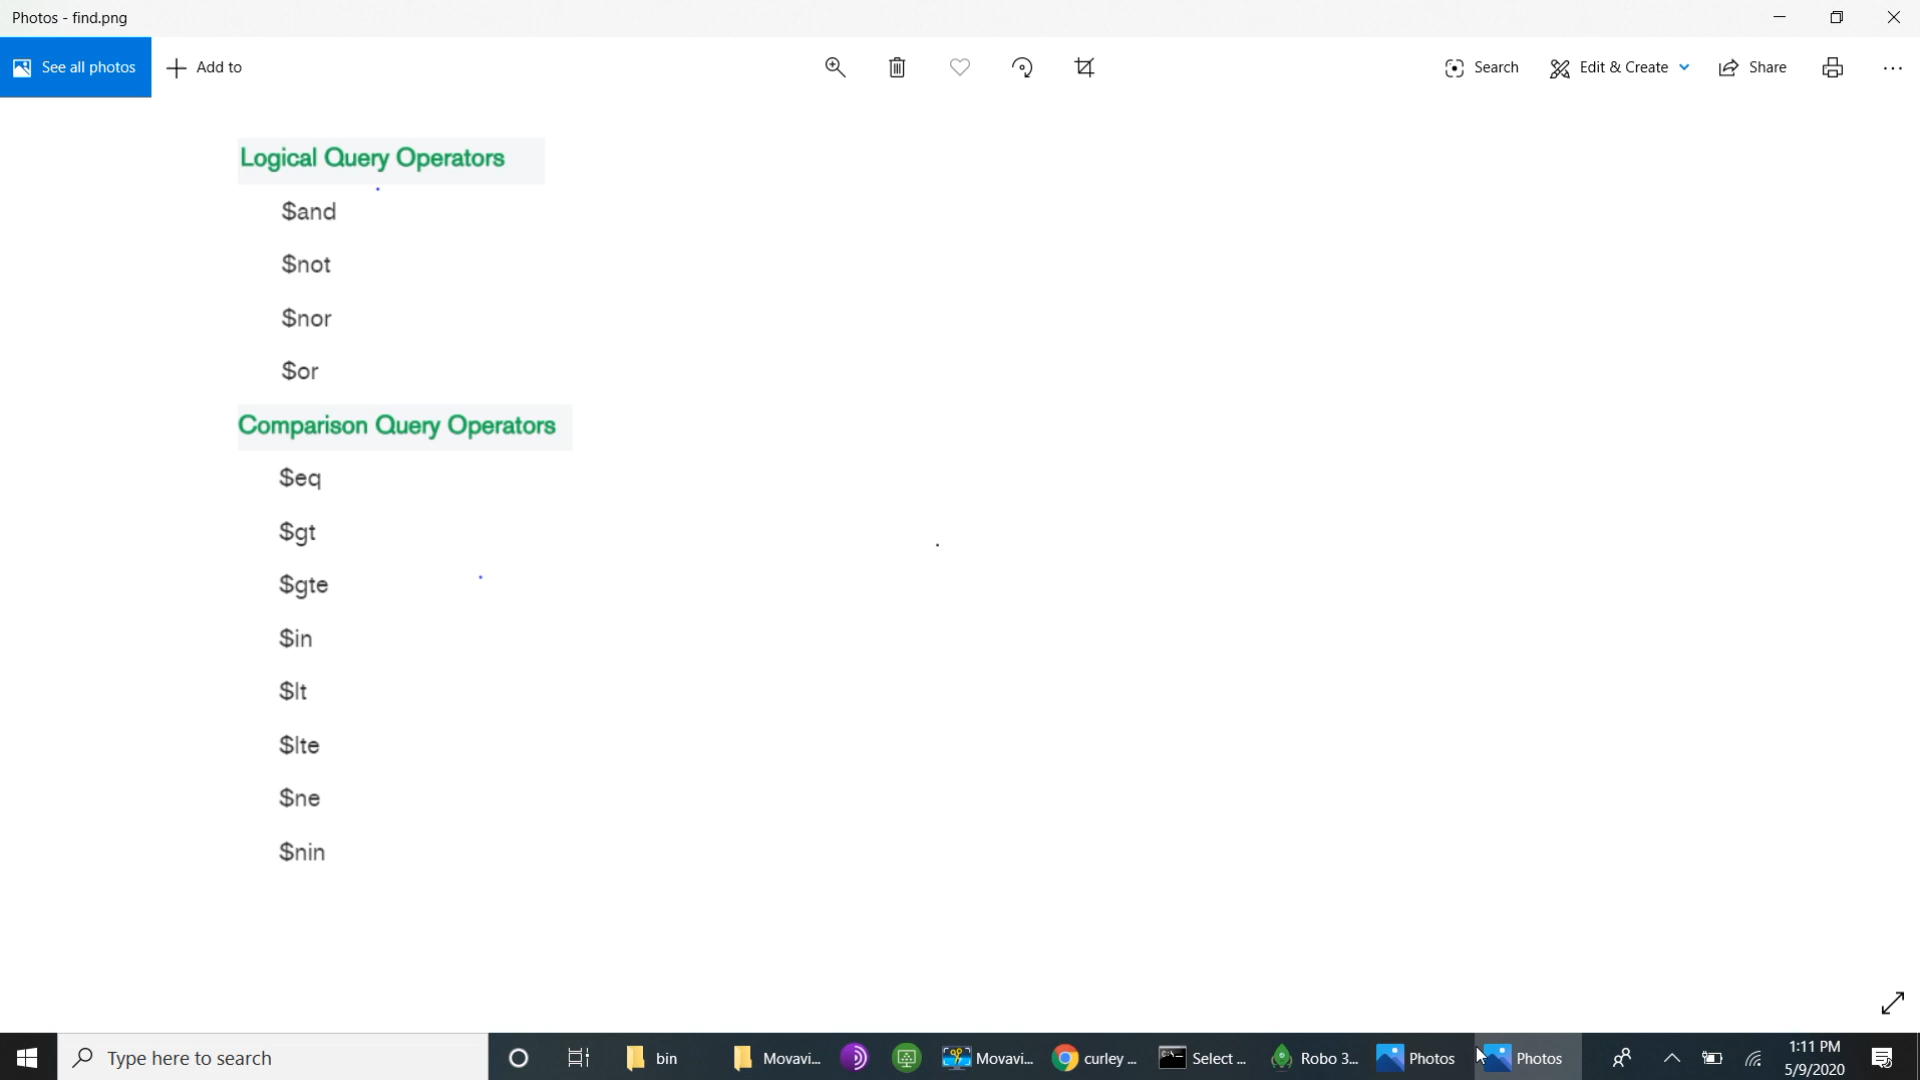 Photos - find.png
See all photos
Add to
Search
Edit & Create
Share
Logical Query Operators
$and
$not
$nor
$or
Comparison Query Operators
$eq
$gt
$gte
$in
$lt
$lte
$ne
$nin
Type here to search
bin
Movavi...
Movavi...
curley ...
Select ...
Robo 3...
Photos
Photos
1:11 PM
5/9/2020